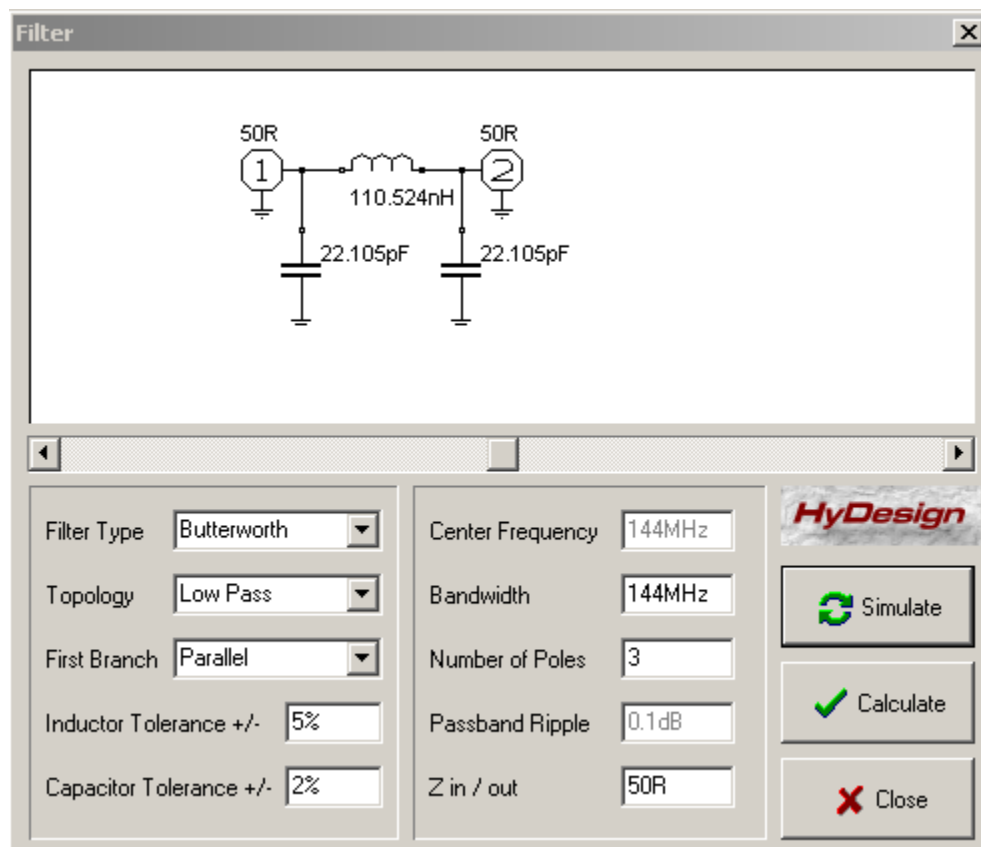 Filter
50R 50R
1 2
110.524nH
22.105pF 22.105pF
Filter Type Butterworth
Topology Low Pass
First Branch Parallel
Inductor Tolerance +/- 5%
Capacitor Tolerance +/- 2%
Center Frequency 144MHz
Bandwidth 144MHz
Number of Poles 3
Passband Ripple 0.1dB
Z in / out 50R
HyDesign
Simulate
Calculate
Close